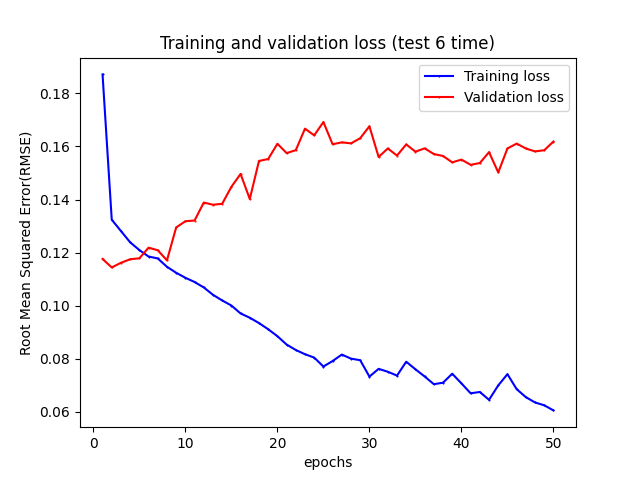 Training and validation loss (test 6 time)
Training loss
Validation loss
Root Mean Squared Error(RMSE)
0.18
0.16
0.14
0.12
0.10
0.08
0.06
0
10
20
30
40
50
epochs